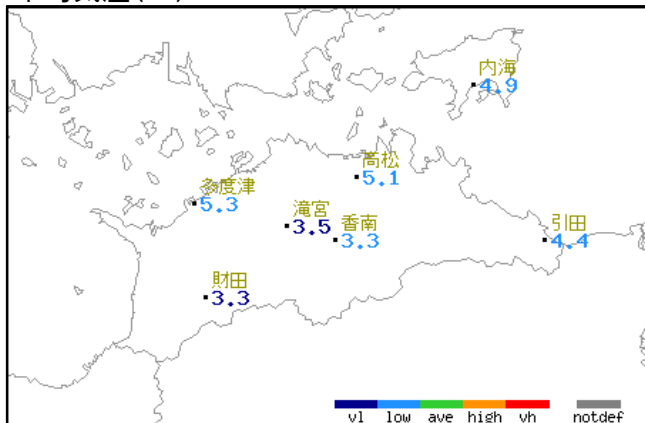 内海
4.9
高松
5.1
多度津
5.3
滝宮
3.5
香南
3.3
引田
4.4
財田
3.3
vl low ave high vh notdef